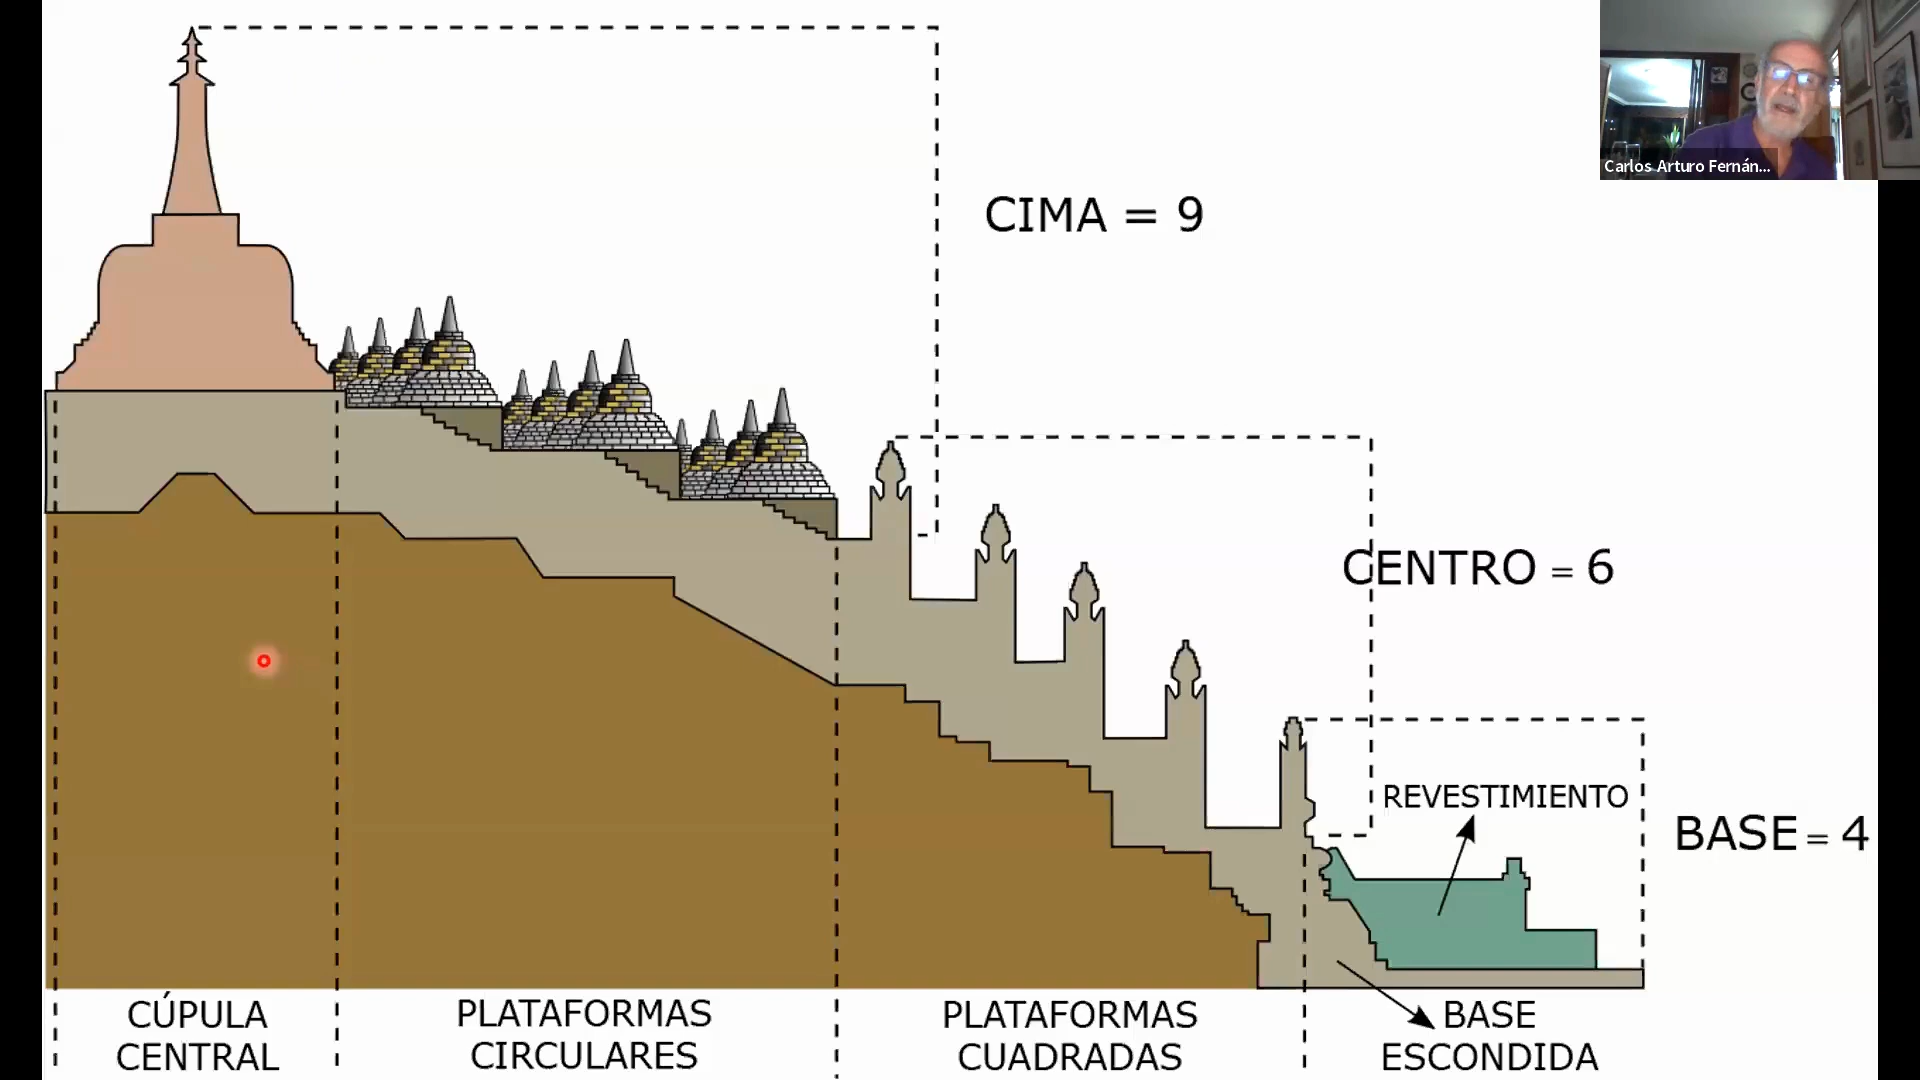 Carlos Arturo Fernán...
CIMA = 9
CENTRO = 6
REVESTIMIENTO
BASE = 4
CÚPULA
CENTRAL
PLATAFORMAS
CIRCULARES
PLATAFORMAS
CUADRADAS
BASE
ESCONDIDA